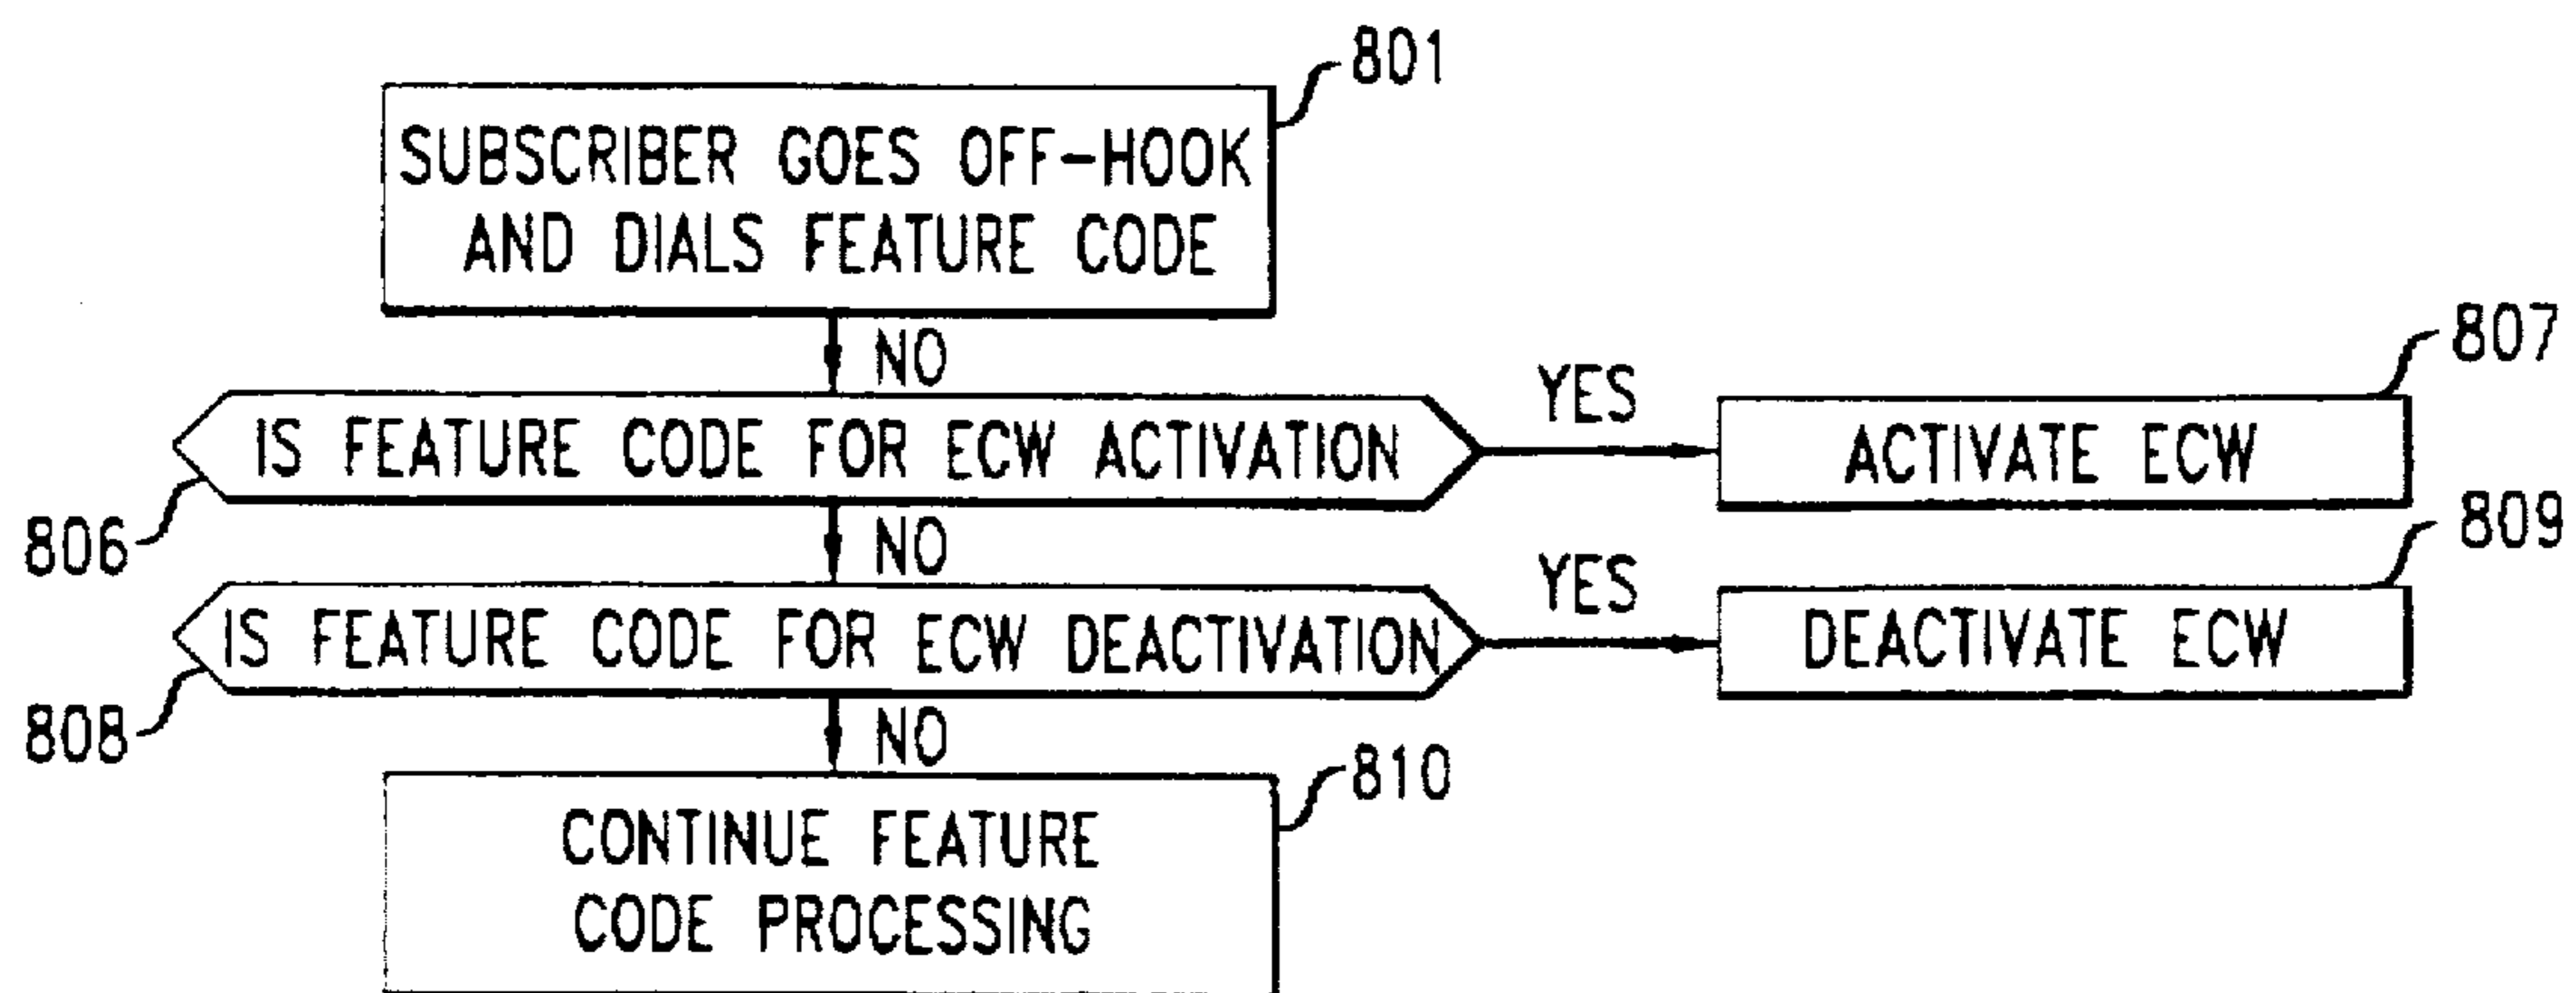 801
SUBSCRIBER GOES OFF-HOOK
AND DIALS FEATURE CODE
NO
807
YES
IS FEATURE CODE FOR ECW ACTIVATION
ACTIVATE ECW
806
NO
809
YES
IS FEATURE CODE FOR ECW DEACTIVATION
DEACTIVATE ECW
808
NO
810
CONTINUE FEATURE
CODE PROCESSING